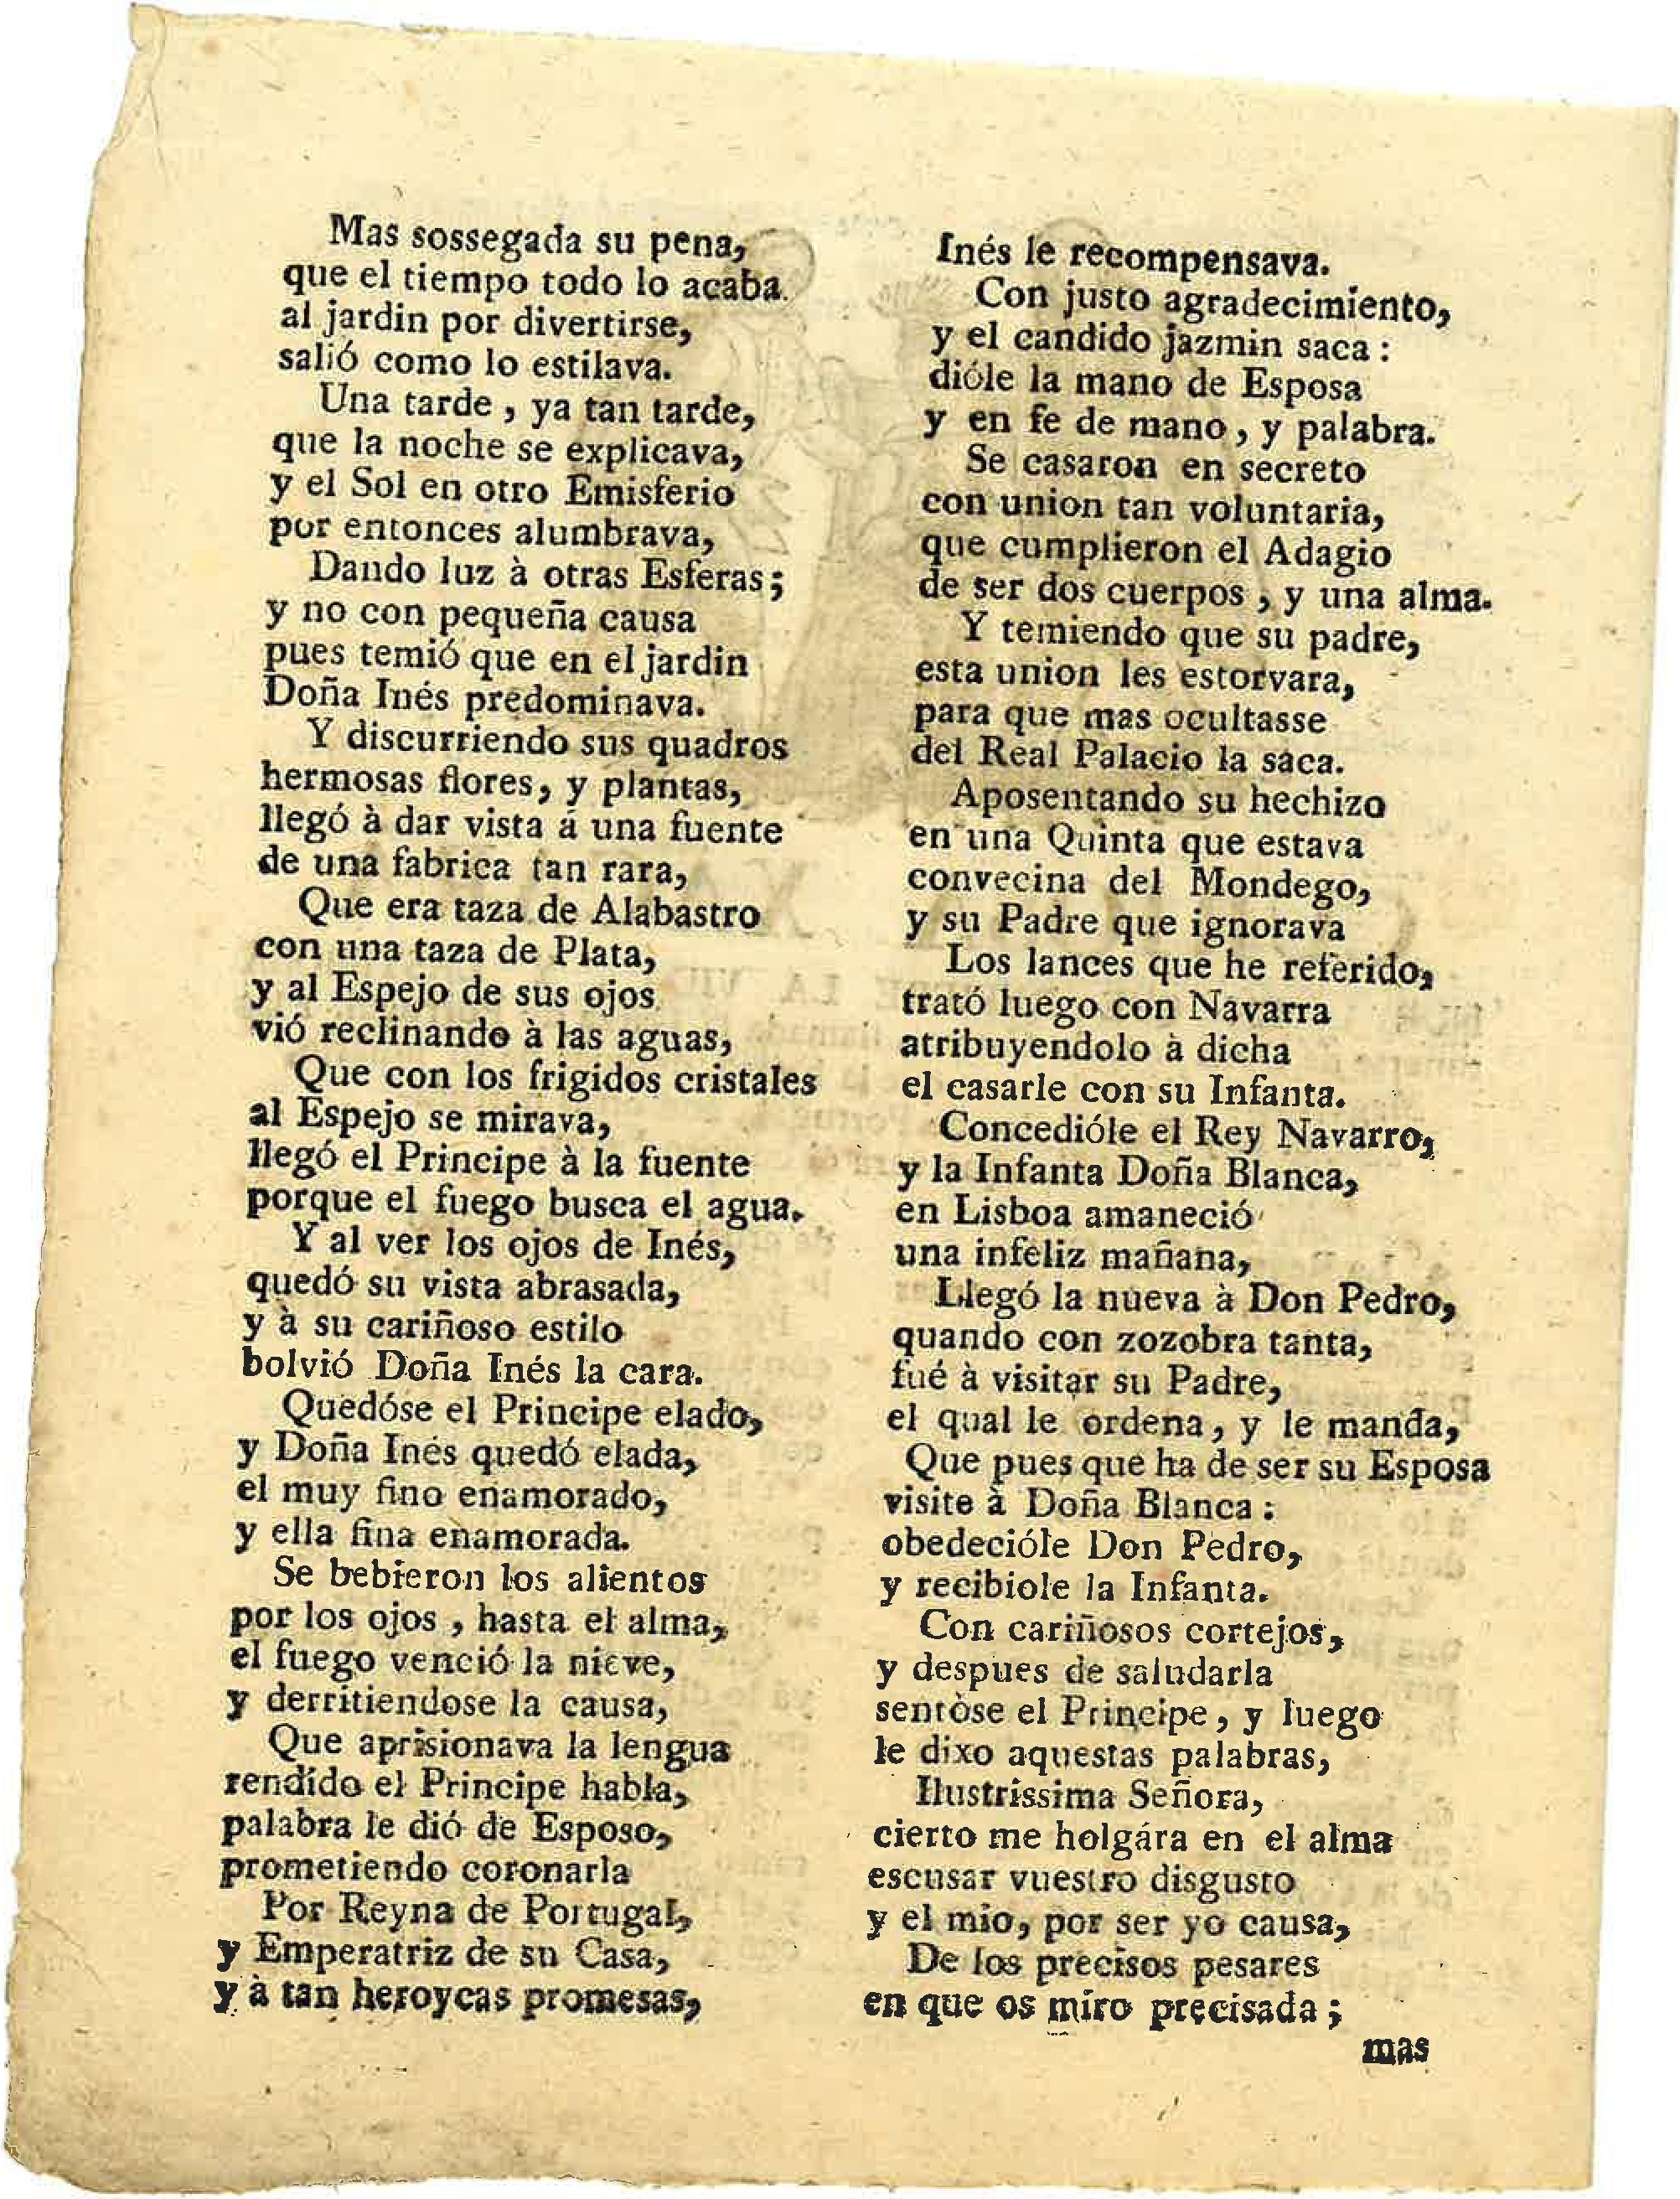 Mas sossegada su pena,
que el tiempo todo lo acaba.
al jardin por divertirse,
salió como lo estilava.
Una tarde , ya tan tarde,
que la noche se explicava,
y el Sol en otro Emisferio
por entonces alumbrava,
Dando luz à otras Esferas;
y no con pequeña causa
pues temió que en el jardin
Doña Inés predominava.
Y discurriendo sus quadros
hermosas flores, y plantas,
llegó à dar vista á una fuente
de una fabrica tan rara,
Que era taza de Alabastro
con una taza de Plata,
y al Espejo de sus ojos
vió reclinando à las aguas,
Que con los frigidos cristales
al Espejo se mirava,
llegó el Principe à la fuente
porque el fuego busca el agua.
Y al ver los ojos de Inés,
quedó su vista abrasada,
y à su cariñoso estilo
bolvió Doña Inés la cara.
Quedóse el Principe elado,
y Doña Inés quedó elada,
el muy fino enamorado,
y ella fina enamorada.
Se bebieron los alientos
por los ojos , hasta el alma,
el fuego venció la nieve,
y derritiendose la causa,
Que aprisionava la lengua
rendido el Principe habla,
palabra le dió de Esposo,
prometiendo coronarla
Por Reyna de Portugal,
y Emperatriz de su Casa,
y à tan heroycas promesas,
Inés le recompensava.
Con justo agradecimiento,
y el candido jazmin saca :
dióle la mano de Esposa
y en fe de mano , y palabra.
Se casaron en secreto
con union tan voluntaria,
que cumplieron el Adagio
de ser dos cuerpos , y una alma.
Y temiendo que su padre,
esta union les estorvara,
para que mas ocultasse
del Real Palacio la saca.
Aposentando su hechizo
en una Quinta que estava
convecina del Mondego,
y su Padre que ignorava
Los lances que he referido,
trató luego con Navarra
atribuyendolo à dicha
el casarle con su Infanta.
Concedióle el Rey Navarro,
y la Infanta Doña Blanca,
en Lisboa amaneció
una infeliz mañana,
Llegó la nueva à Don Pedro,
quando con zozobra tanta,
fué à visitar su Padre,
el qual le ordena , y le manda,
Que pues que ha de ser su Esposa
visite à Doña Blanca :
obedecióle Don Pedro,
y recibiole la Infanta.
Con cariñosos cortejos,
y despues de saludarla
sentòse el Principe , y luego
le dixo aquestas palabras,
Ilustrissima Señora,
cierto me holgára en el alma
escusar vuestro disgusto
y el mio, por ser yo causa,
De los precisos pesares
en que os miro precisada ;
mas